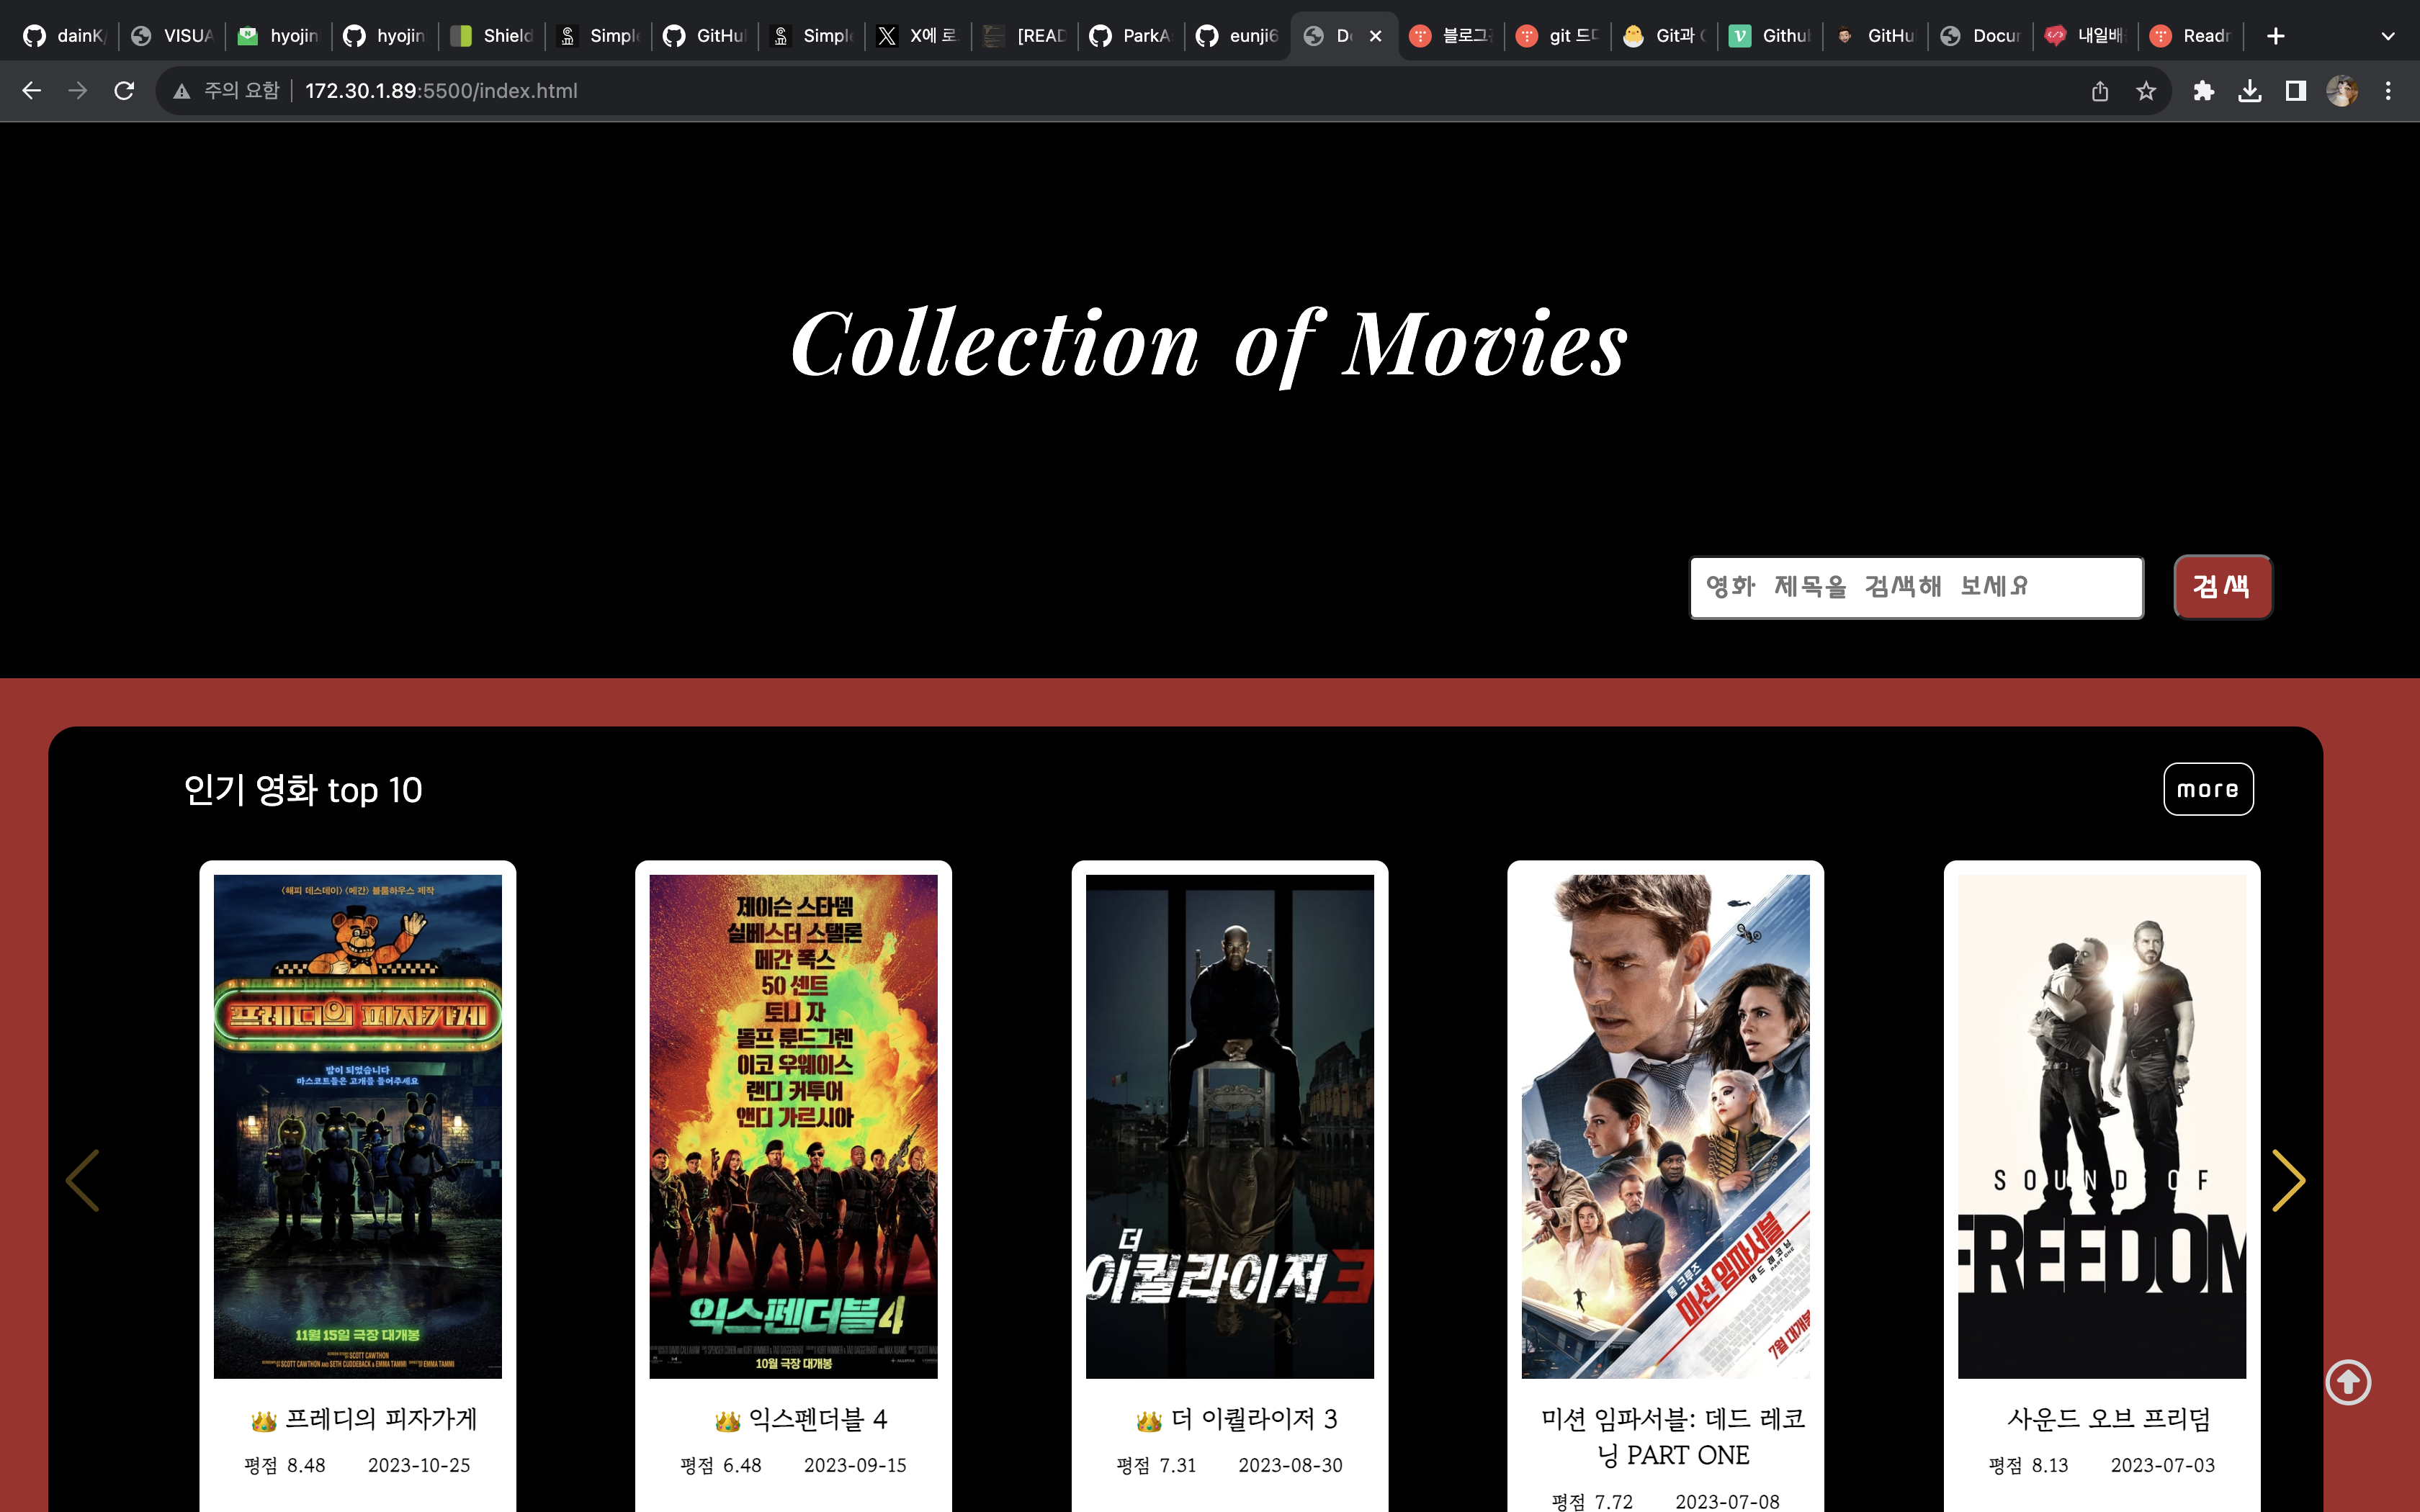 dainK
VISUA
hyojin
hyojin
Shield
Simple
GitHu
Simple
X에 로
[READ
ParkA
eunji6
Do
블로그
git 드
Git과
Github
GitHu
Docur
내일배
Readr
주의 요함
172.30.1.89:5500/index.html
Collection of Movies
영화 제목을 검색해 보세요
검색
인기 영화 top 10
more
〈해피 데스데이〉 〈메간〉 블룸하우스 제작
프레디의 피자가게
밤이 되었습니다
마스코트들은 고개를 들어주세요
11월 15일 극장 대개봉
👑 프레디의 피자가게
평점 8.48 2023-10-25
제이슨 스타뎀
실베스터 스탤론
메간 폭스
50 센트
토니 자
돌프 룬드그렌
이코 우웨이스
랜디 커투어
앤디 가르시아
익스펜더블4
10월 극장 대개봉
👑 익스펜더블 4
평점 6.48 2023-09-15
더
이퀄라이저3
👑 더 이퀄라이저 3
평점 7.31 2023-08-30
톰 크루즈
미션 임파서블
데드 레코닝
PART ONE
7월 대개봉
미션 임파서블: 데드 레코
닝 PART ONE
평점 7.72 2023-07-08
SOUND OF
FREEDOM
사운드 오브 프리덤
평점 8.13 2023-07-03